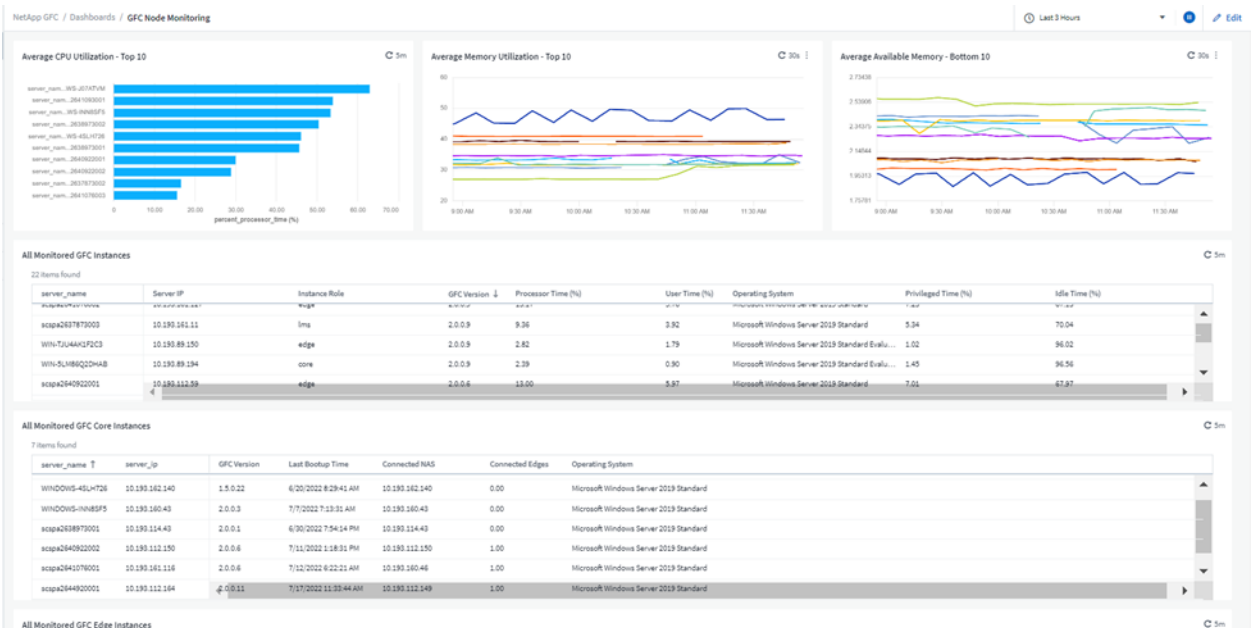 NetApp GFC / Dashboards / GFC Node Monitoring
Last 3 Hours
Edit
Average CPU Utilization - Top 10
5m
server_nam...WS-J07ATVM
server_nam...2641093001
server_nam...WS-INN8SF5
server_nam...2638973002
server_nam...WS-4SLH726
server_nam...2638973001
server_nam...2640922001
server_nam...2640922002
server_nam...2637873002
server_nam...2641076003
0 10.00 20.00 30.00 40.00 50.00 60.00 70.00
percent_processor_time (%)
Average Memory Utilization - Top 10
30s
60
50
40
30
20
9:00 AM 9:30 AM 10:00 AM 10:30 AM 11:00 AM 11:30 AM
Average Available Memory - Bottom 10
30s
2.73438
2.53906
2.34375
2.14844
1.95313
1.75781
9:00 AM 9:30 AM 10:00 AM 10:30 AM 11:00 AM 11:30 AM
All Monitored GFC Instances
5m
22 items found
server_name Server IP Instance Role GFC Version Processor Time (%) User Time (%) Operating System Privileged Time (%) Idle Time (%)
scspa2637873003 10.193.161.11 lms 2.0.0.9 9.36 3.92 Microsoft Windows Server 2019 Standard 5.34 70.04
WIN-TJU4AK1F2C3 10.193.89.150 edge 2.0.0.9 2.82 1.79 Microsoft Windows Server 2019 Standard Evalu... 1.02 96.02
WIN-5LM86Q2DHAB 10.193.89.194 core 2.0.0.9 2.39 0.90 Microsoft Windows Server 2019 Standard Evalu... 1.45 96.56
scspa2640922001 10.193.112.59 edge 2.0.0.6 13.00 5.97 Microsoft Windows Server 2019 Standard 7.01 67.97
All Monitored GFC Core Instances
5m
7 items found
server_name server_ip GFC Version Last Bootup Time Connected NAS Connected Edges Operating System
WINDOWS-4SLH726 10.193.162.140 1.5.0.22 6/20/2022 8:29:41 AM 10.193.162.140 0.00 Microsoft Windows Server 2019 Standard
WINDOWS-INN8SF5 10.193.160.43 2.0.0.3 7/7/2022 7:13:31 AM 10.193.160.43 0.00 Microsoft Windows Server 2019 Standard
scspa2638973001 10.193.114.43 2.0.0.1 6/30/2022 7:54:14 PM 10.193.114.43 0.00 Microsoft Windows Server 2019 Standard
scspa2640922002 10.193.112.150 2.0.0.6 7/11/2022 1:18:31 PM 10.193.112.150 1.00 Microsoft Windows Server 2019 Standard
scspa2641076001 10.193.161.116 2.0.0.6 7/12/2022 6:22:21 AM 10.193.160.46 1.00 Microsoft Windows Server 2019 Standard
scspa2644920001 10.193.112.164 2.0.0.11 7/17/2022 11:33:44 AM 10.193.112.149 1.00 Microsoft Windows Server 2019 Standard
All Monitored GFC Edge Instances
5m